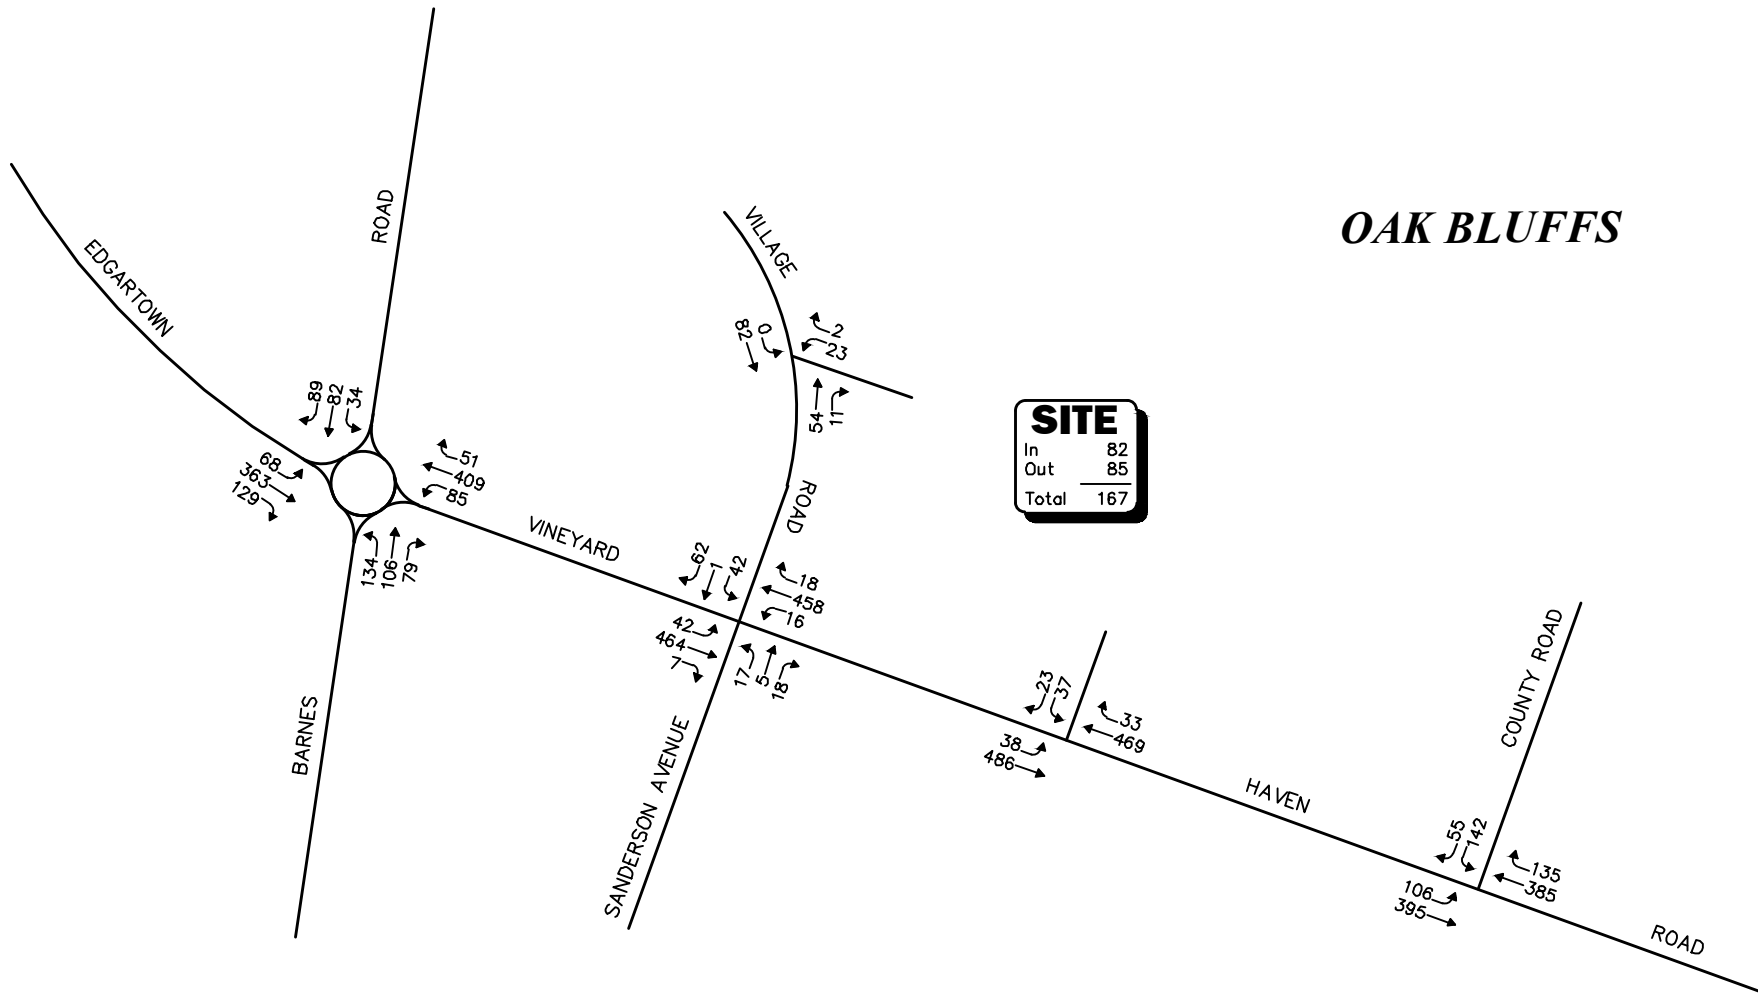 ROAD
OAK BLUFFS
VILLAGE
EDGARTOWN
2
23
82
0
54
11
89
82
34
SITE
In 82
Out 85
Total 167
68
363
129
51
409
85
134
106
79
ROAD
VINEYARD
62
1
42
18
458
16
42
464
7
17
5
18
BARNES
SANDERSON AVENUE
23
37
33
469
38
486
COUNTY ROAD
HAVEN
55
142
135
385
106
395
ROAD